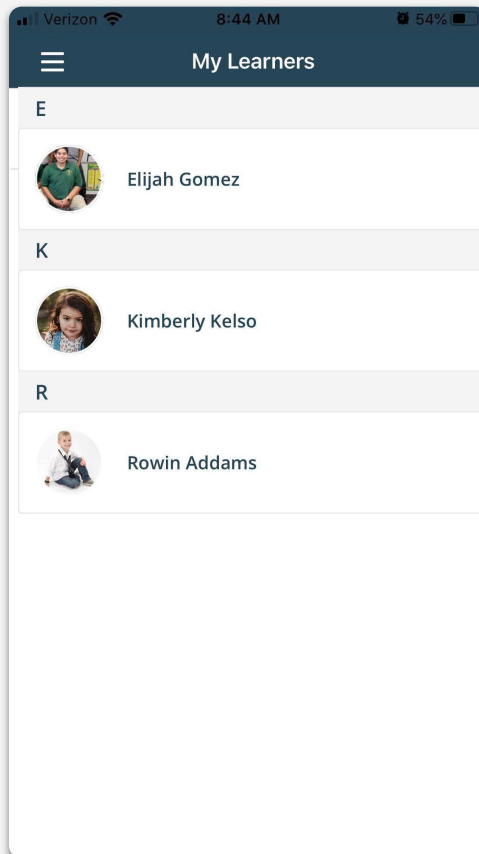 Verizon 8:44 AM 54%
My Learners
E
Elijah Gomez
K
Kimberly Kelso
R
Rowin Addams